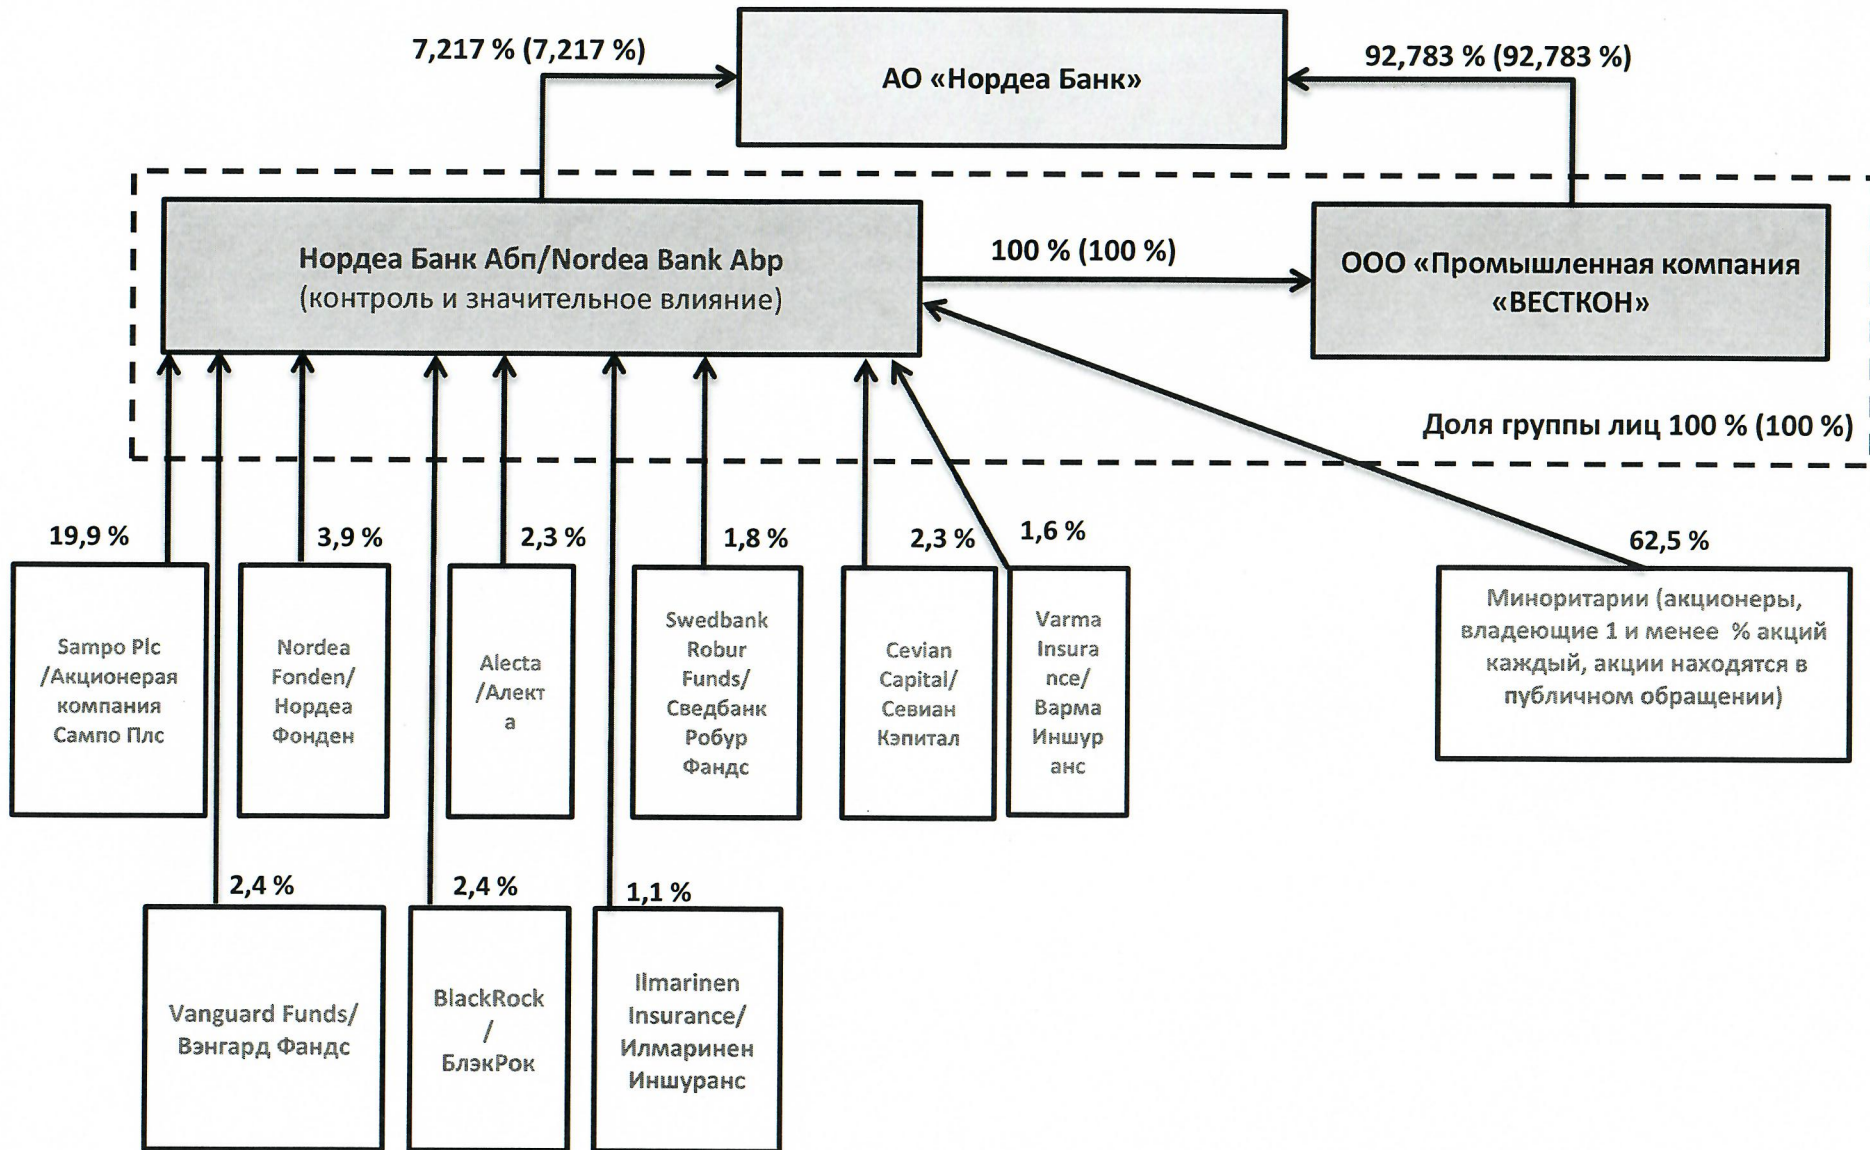 7,217 % (7,217 %)
92,783 % (92,783 %)
АО «Нордеа Банк»
Нордеа Банк Абп/Nordea Bank Abp
(контроль и значительное влияние)
100 % (100 %)
ООО «Промышленная компания
«ВЕСТКОН»
Доля группы лиц 100 % (100 %)
19,9 %
3,9 %
2,3 %
1,8 %
2,3 %
1,6 %
62,5 %
Sampo Plc
/Акционерая
компания
Сампо Плс
Nordea
Fonden/
Нордеа
Фонден
Alecta
/Алект
а
Swedbank
Robur
Funds/
Сведбанк
Робур
Фандс
Cevian
Capital/
Севиан
Кэпитал
Varma
Insura
nce/
Варма
Иншур
анс
Миноритарии (акционеры,
владеющие 1 и менее % акций
каждый, акции находятся в
публичном обращении)
2,4 %
2,4 %
1,1 %
Vanguard Funds/
Вэнгард Фандс
BlackRock
/
БлэкРок
Ilmarinen
Insurance/
Илмаринен
Иншуранс